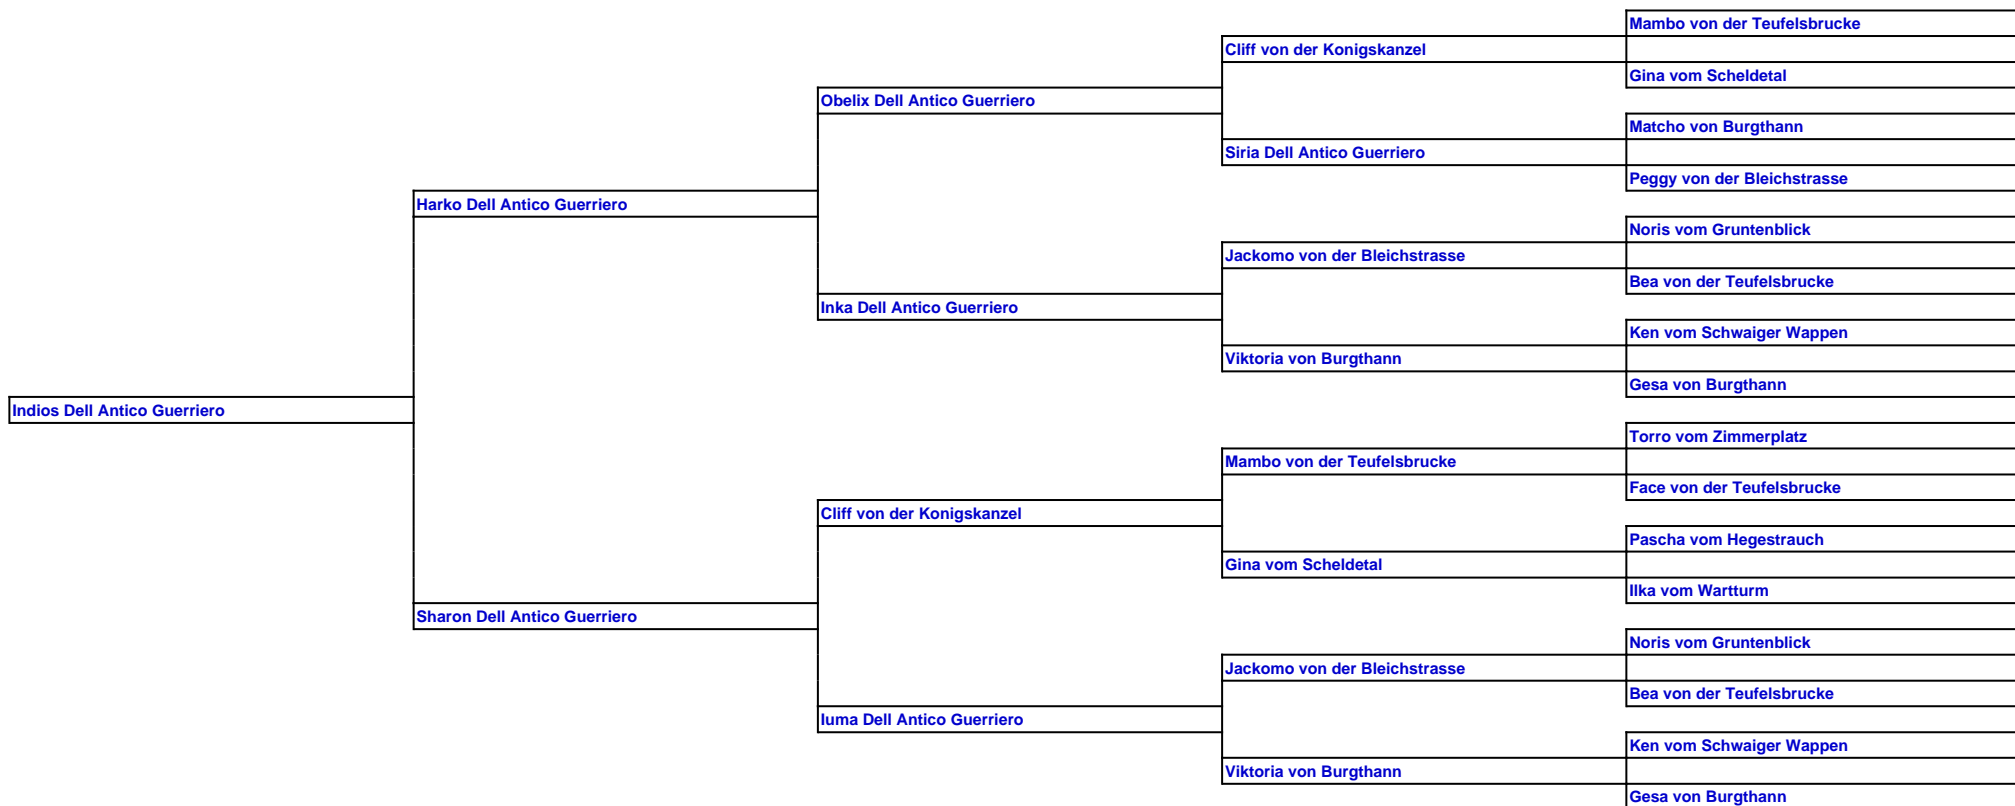 Mambo von der Teufelsbrucke
Cliff von der Konigskanzel
Gina vom Scheldetal
Obelix Dell Antico Guerriero
Matcho von Burgthann
Siria Dell Antico Guerriero
Peggy von der Bleichstrasse
Harko Dell Antico Guerriero
Noris vom Gruntenblick
Jackomo von der Bleichstrasse
Bea von der Teufelsbrucke
Inka Dell Antico Guerriero
Ken vom Schwaiger Wappen
Viktoria von Burgthann
Gesa von Burgthann
Indios Dell Antico Guerriero
Torro vom Zimmerplatz
Mambo von der Teufelsbrucke
Face von der Teufelsbrucke
Cliff von der Konigskanzel
Pascha vom Hegestrauch
Gina vom Scheldetal
Ilka vom Wartturm
Sharon Dell Antico Guerriero
Noris vom Gruntenblick
Jackomo von der Bleichstrasse
Bea von der Teufelsbrucke
Iuma Dell Antico Guerriero
Ken vom Schwaiger Wappen
Viktoria von Burgthann
Gesa von Burgthann